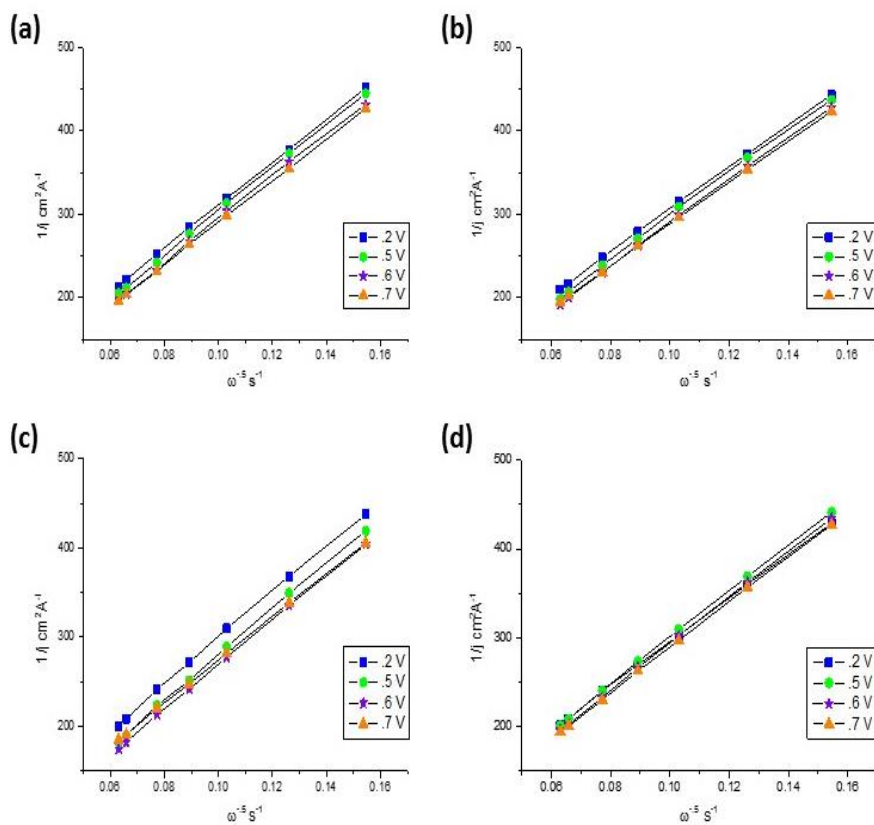 (a)
500
400
300
200
1/j cm²A⁻¹
.2 V
.5 V
.6 V
.7 V
0.06 0.08 0.10 0.12 0.14 0.16
ω⁻·⁵ s⁻¹
(b)
500
400
300
200
1/j cm²A⁻¹
.2 V
.5 V
.6 V
.7 V
0.06 0.08 0.10 0.12 0.14 0.16
ω⁻·⁵ s⁻¹
(c)
500
400
300
200
1/j cm²A⁻¹
.2 V
.5 V
.6 V
.7 V
0.06 0.08 0.10 0.12 0.14 0.16
ω⁻·⁵ s⁻¹
(d)
500
400
300
200
1/j cm²A⁻¹
.2 V
.5 V
.6 V
.7 V
0.06 0.08 0.10 0.12 0.14 0.16
ω⁻·⁵ s⁻¹